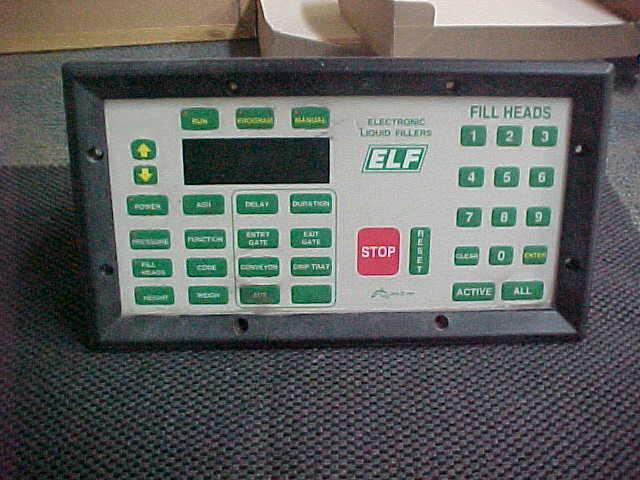 RUN PROGRAM MANUAL
ELECTRONIC
LIQUID FILLERS
ELF
FILL HEADS
1 2 3
4 5 6
7 8 9
CLEAR 0 ENTER
ACTIVE ALL
POWER
DELAY DURATION
PRESSURE FUNCTION
ENTRY
GATE
EXIT
GATE
FILL
HEADS
CODE
CONVEYOR DRIP TRAY
HEIGHT WEIGH
AUX
STOP
RESET